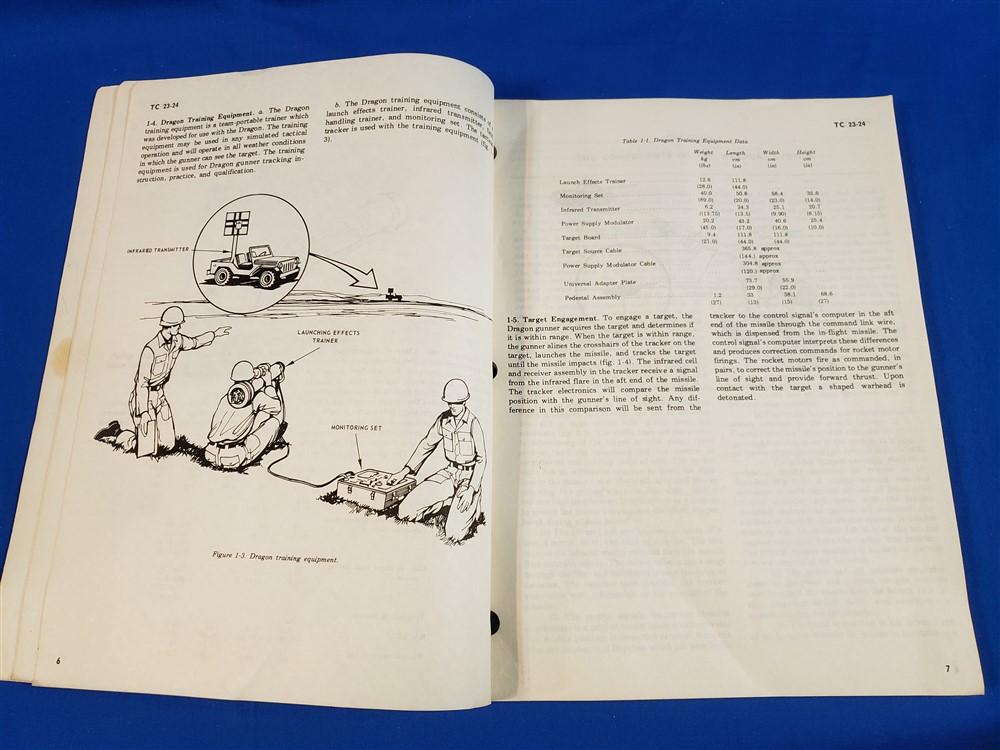 TC 23-24
1-4. Dragon Training Equipment. a. The Dragon
training equipment is a team-portable trainer which
was developed for use with the Dragon. The training
equipment may be used in any simulated tactical
operation and will operate in all weather conditions
in which the gunner can see the target. The training
equipment is used for Dragon gunner tracking in-
struction, practice, and qualification.
b. The Dragon training equipment consists of
launch effects trainer, infrared transmitter,
handling trainer, and monitoring set. The
tracker is used with the training equipment (fig.
3).
INFRARED TRANSMITTER
LAUNCHING EFFECTS
TRAINER
MONITORING SET
Figure 1-3. Dragon training equipment.
6
TC 23-24
Table 1-1. Dragon Training Equipment Data
Weight Length Width Height
kg cm cm cm
(lbs) (in) (in) (in)
Launch Effects Trainer 12.6 111.8
(28.0) (44.0)
Monitoring Set 40.0 50.8 58.4 35.6
(89.0) (20.0) (23.0) (14.0)
Infrared Transmitter 6.2 34.3 25.1 20.7
((13.75) (13.5) (9.90) (8.15)
Power Supply Modulator 20.2 43.2 40.6 25.4
(45.0) (17.0) (16.0) (10.0)
Target Board 9.4 111.8 111.8
(21.0) (44.0) (44.0)
Target Source Cable 365.8 approx
(144.) approx
Power Supply Modulator Cable 304.8 approx
(120.) approx
Universal Adapter Plate 73.7 55.9
(29.0) (22.0)
Pedestal Assembly 1.2 33 38.1 68.6
(27) (13) (15) (27)
1-5. Target Engagement. To engage a target, the
Dragon gunner acquires the target and determines if
it is within range. When the target is within range,
the gunner alines the crosshairs of the tracker on the
target, launches the missile, and tracks the target
until the missile impacts (fig. 1-4). The infrared cell
and receiver assembly in the tracker receive a signal
from the infrared flare in the aft end of the missile.
The tracker electronics will compare the missile
position with the gunner's line of sight. Any dif-
ference in this comparison will be sent from the
tracker to the control signal's computer in the aft
end of the missile through the command link wire,
which is dispensed from the in-flight missile. The
control signal's computer interprets these differences
and produces correction commands for rocket motor
firings. The rocket motors fire as commanded, in
pairs, to correct the missile's position to the gunner's
line of sight and provide forward thrust. Upon
contact with the target a shaped warhead is
detonated.
7